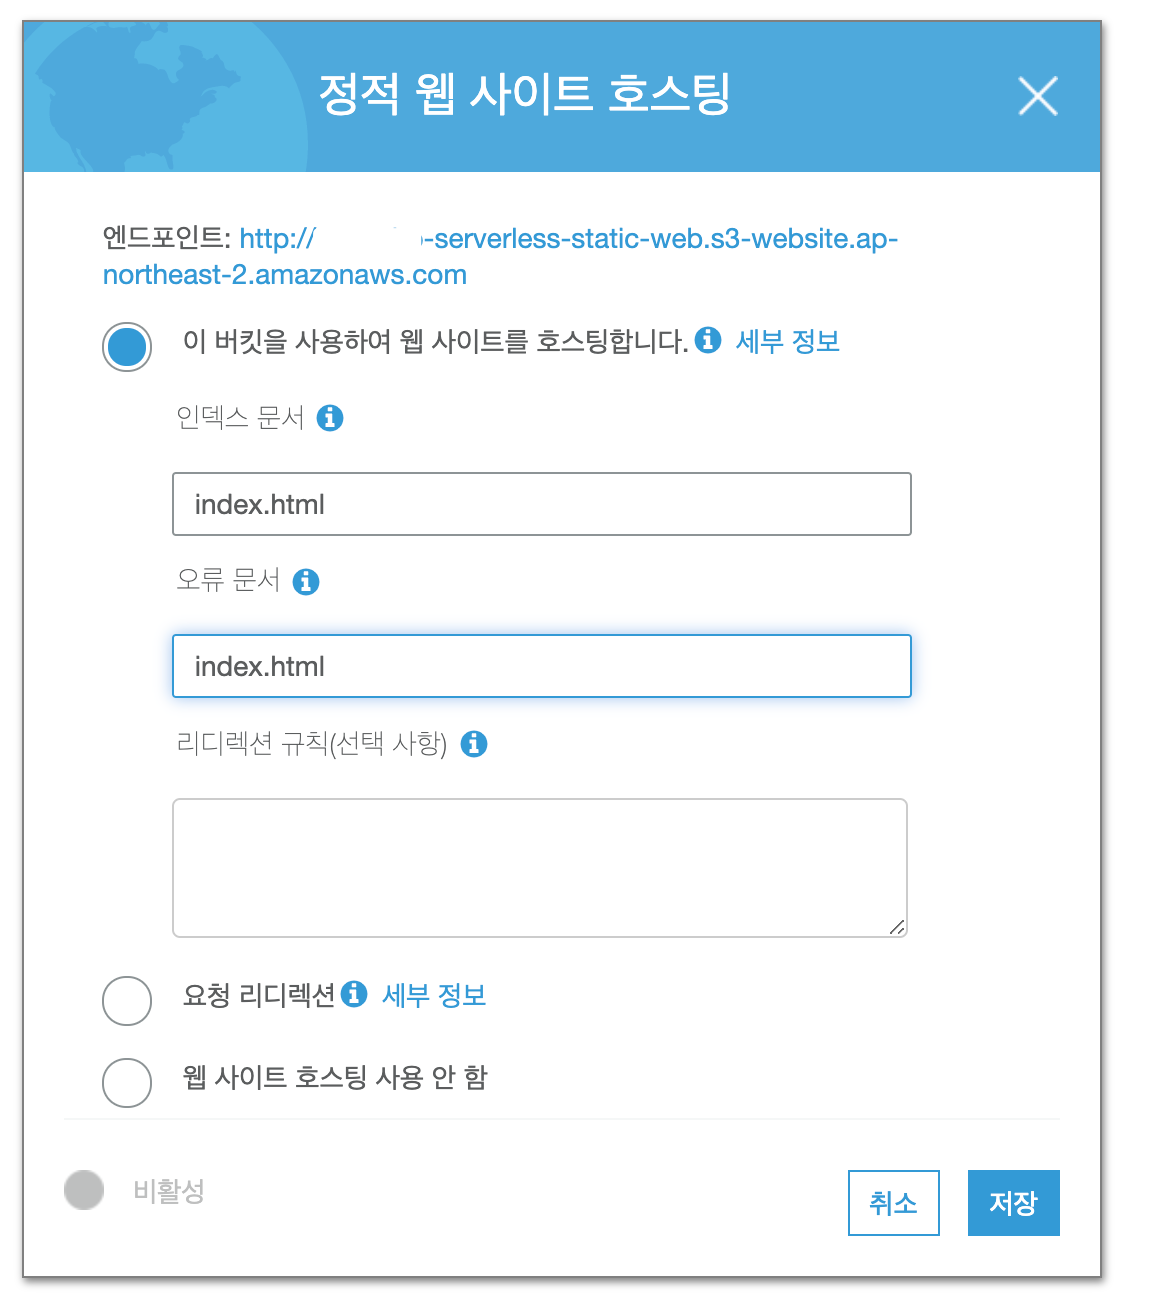 정적 웹 사이트 호스팅
엔드포인트: http:// -serverless-static-web.s3-website.ap-
northeast-2.amazonaws.com
이 버킷을 사용하여 웹 사이트를 호스팅합니다. 세부 정보
인덱스 문서
index.html
오류 문서
index.html
리디렉션 규칙(선택 사항)
요청 리디렉션 세부 정보
웹 사이트 호스팅 사용 안 함
비활성
취소 저장